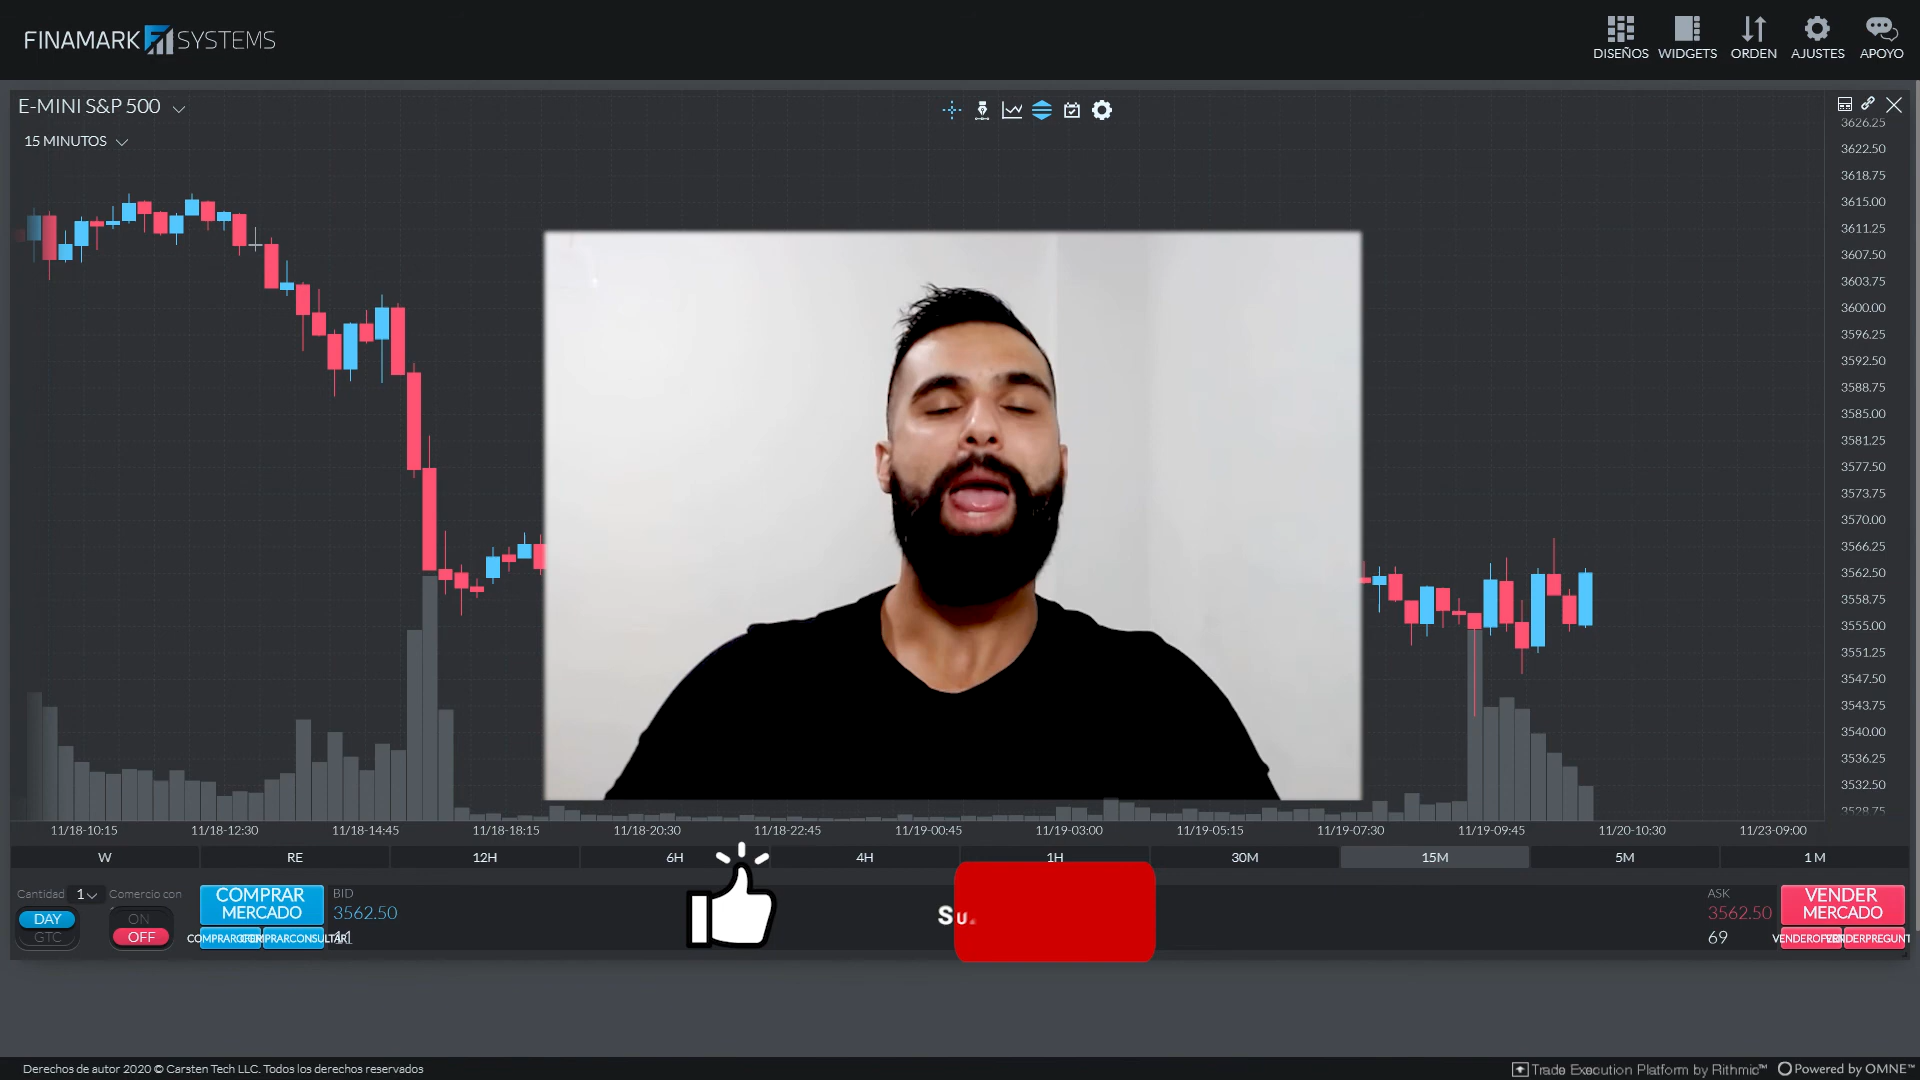 FINAMARK SYSTEMS
DISEÑOS WIDGETS ORDEN AJUSTES APOYO
E-MINI S&P 500
15 MINUTOS
3626.25
3622.50
3618.75
3615.00
3611.25
3607.50
3603.75
3600.00
3596.25
3592.50
3588.75
3585.00
3581.25
3577.50
3573.75
3570.00
3566.25
3562.50
3558.75
3555.00
3551.25
3547.50
3543.75
3540.00
3536.25
3532.50
3528.75
11/18-10:15 11/18-12:30 11/18-14:45 11/18-18:15 11/18-20:30 11/18-22:45 11/19-00:45 11/19-03:00 11/19-05:15 11/19-07:30 11/19-09:45 11/20-10:30 11/23-09:00
W RE 12H 6H 4H 1H 30M 15M 5M 1 M
Cantidad 1 Comercio con
DAY
GTC
ON
OFF
COMPRAR
MERCADO
BID
3562.50
Su
ASK
3562.50
69
VENDER
MERCADO
Derechos de autor 2020 © Carsten Tech LLC. Todos los derechos reservados
Trade Execution Platform by Rithmic™ Powered by OMNE™